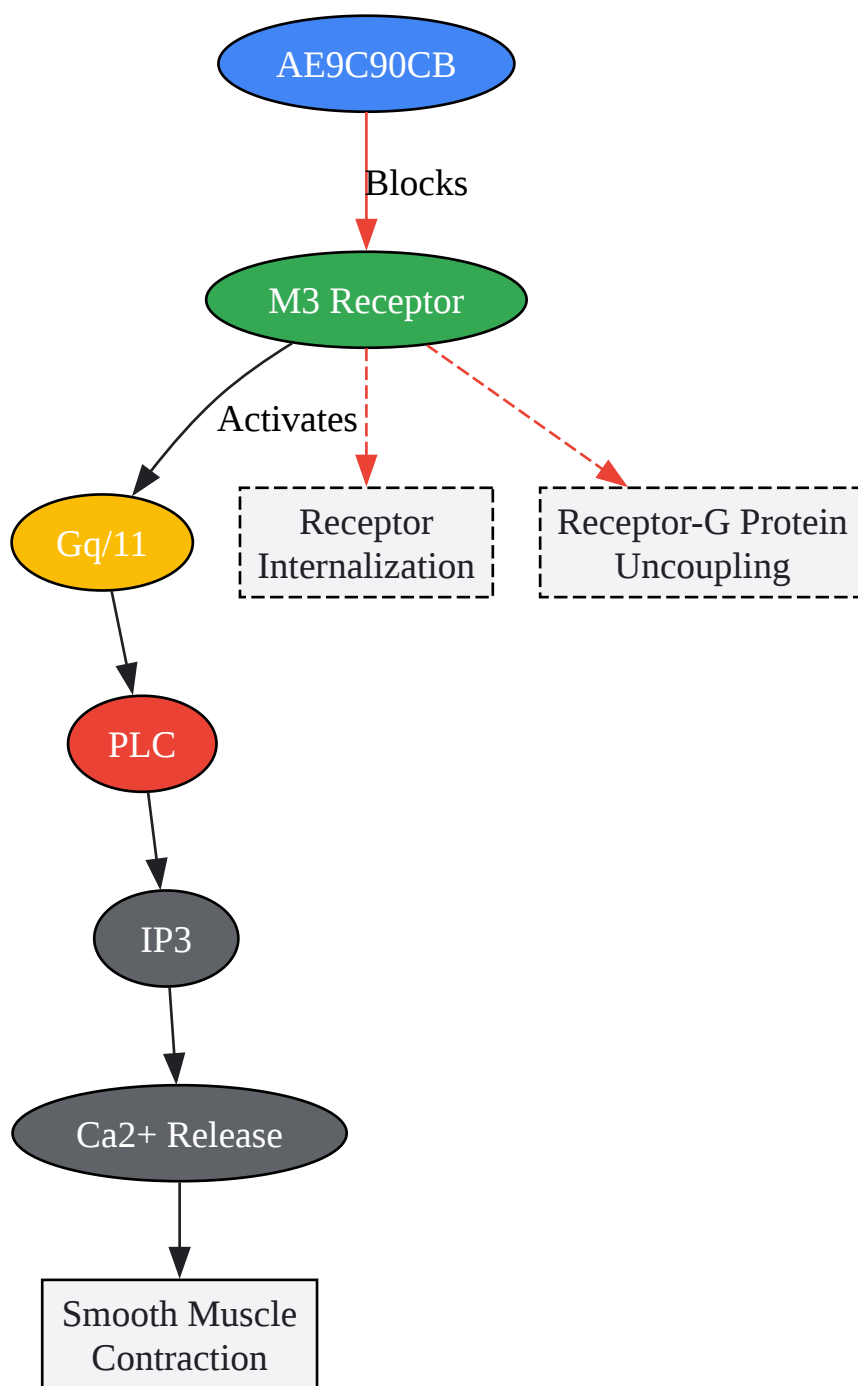 AE9C90CB
Blocks
M3 Receptor
Activates
Receptor
Internalization
Receptor-G Protein
Uncoupling
Gq/11
PLC
IP3
Ca2+ Release
Smooth Muscle
Contraction